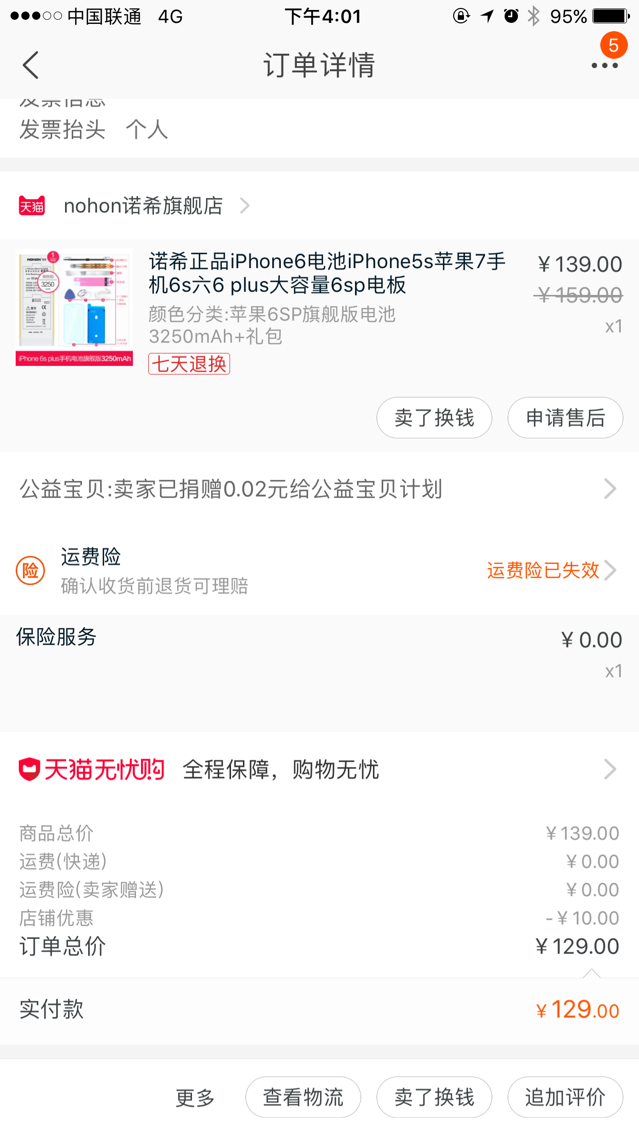 中国联通 4G 下午4:01 95%
订单详情
5
发票信息
发票抬头 个人
天猫 nohon诺希旗舰店
诺希正品iPhone6电池iPhone5s苹果7手
机6s六6 plus大容量6sp电板
¥139.00
¥159.00
颜色分类:苹果6SP旗舰版电池
3250mAh+礼包
x1
七天退换
NOHON
3250
iPhone 6s plus手机电池旗舰版3250mAh
卖了换钱 申请售后
公益宝贝:卖家已捐赠0.02元给公益宝贝计划
险 运费险
确认收货前退货可理赔
运费险已失效
保险服务 ¥0.00
x1
天猫无忧购 全程保障，购物无忧
商品总价 ¥139.00
运费(快递) ¥0.00
运费险(卖家赠送) ¥0.00
店铺优惠 -¥10.00
订单总价 ¥129.00
实付款 ¥129.00
更多 查看物流 卖了换钱 追加评价